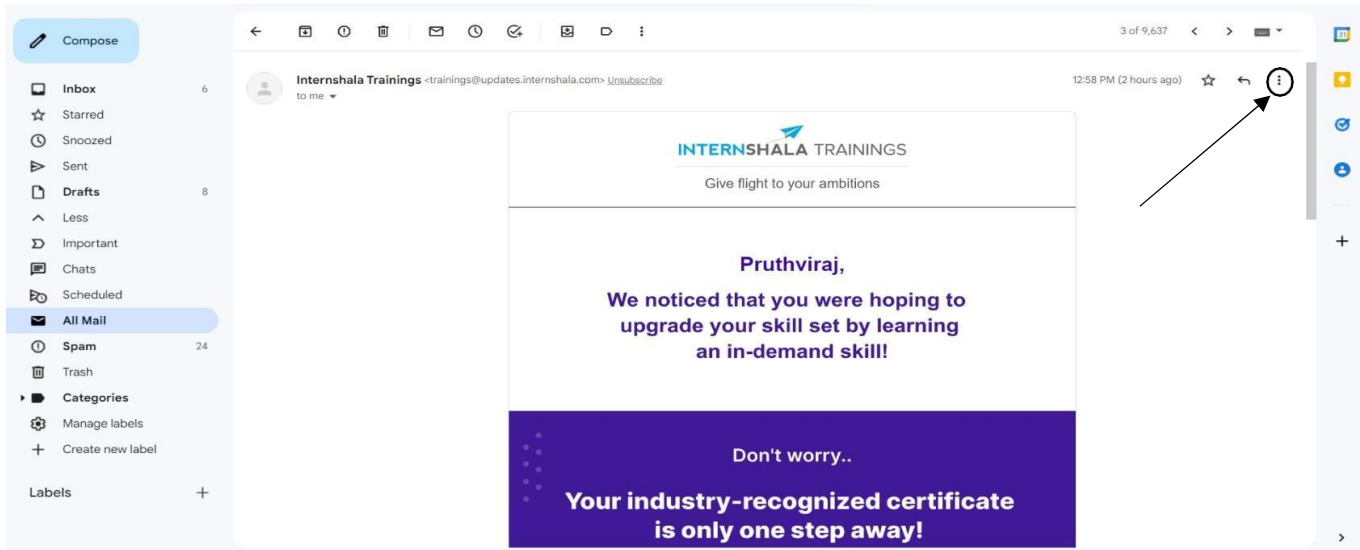 Compose
3 of 9,637
Inbox 6
Starred
Snoozed
Sent
Drafts 8
Less
Important
Chats
Scheduled
All Mail
Spam 24
Trash
Categories
Manage labels
Create new label
Labels
Internshala Trainings <trainings@updates.internshala.com> Unsubscribe
12:58 PM (2 hours ago)
to me
INTERNSHALA TRAININGS
Give flight to your ambitions
Pruthviraj,
We noticed that you were hoping to
upgrade your skill set by learning
an in-demand skill!
Don't worry..
Your industry-recognized certificate
is only one step away!
31